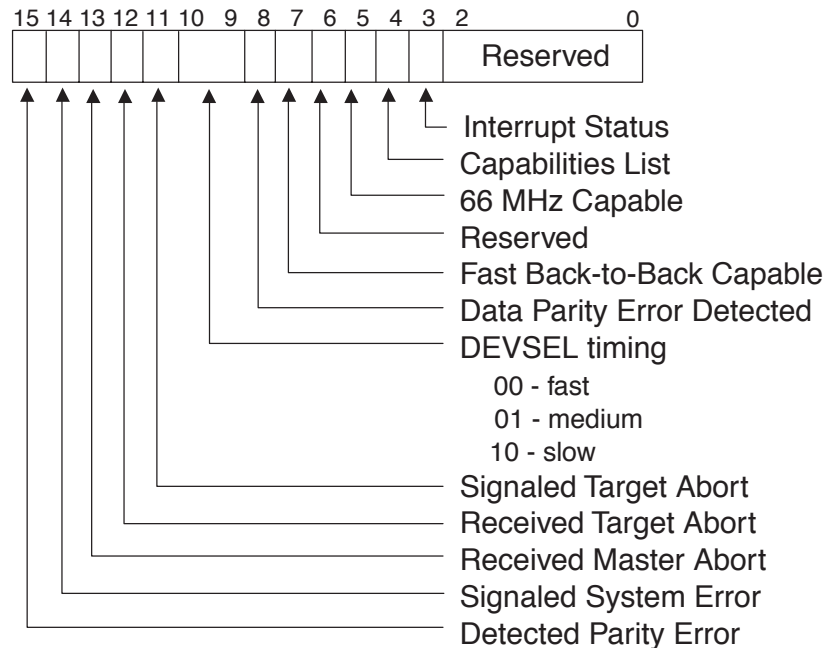 15 14 13 12 11 10 9 8 7 6 5 4 3 2 0
Reserved
Interrupt Status
Capabilities List
66 MHz Capable
Reserved
Fast Back-to-Back Capable
Data Parity Error Detected
DEVSEL timing
00 - fast
01 - medium
10 - slow
Signaled Target Abort
Received Target Abort
Received Master Abort
Signaled System Error
Detected Parity Error